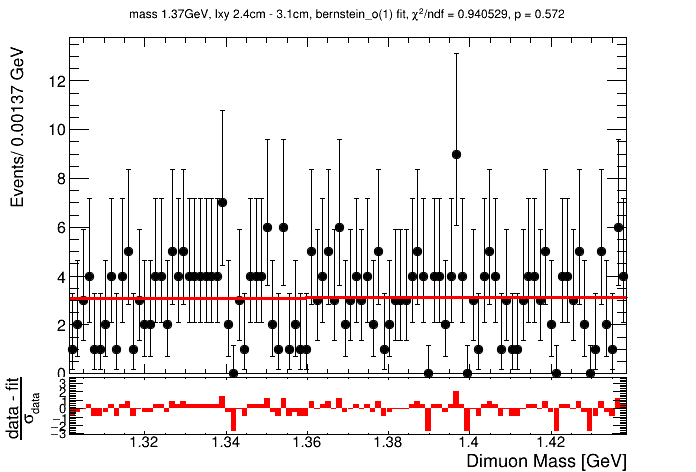 mass 1.37GeV, lxy 2.4cm - 3.1cm, bernstein_o(1) fit, χ²/ndf = 0.940529, p = 0.572
Events/ 0.00137 GeV
12
10
8
6
4
2
0
data - fit
σdata
3
2
1
0
−1
−2
−3
1.32 1.34 1.36 1.38 1.4 1.42
Dimuon Mass [GeV]